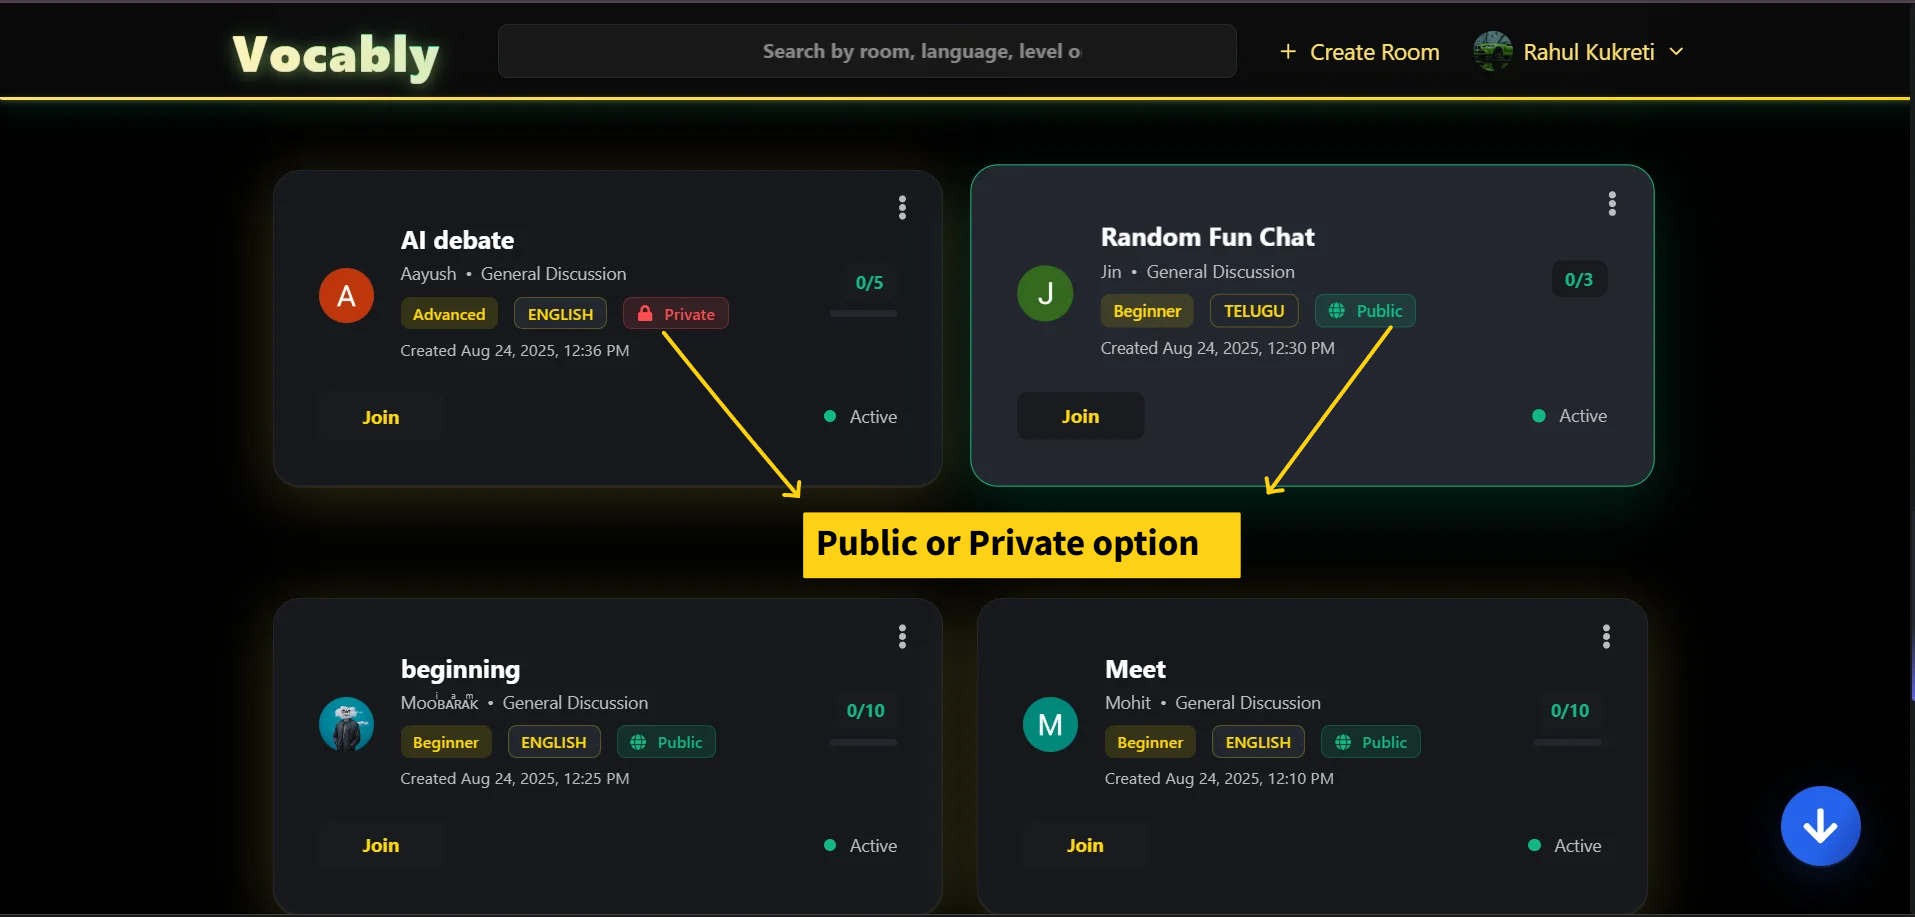 Vocably
Search by room, language, level o
+ Create Room
Rahul Kukreti
AI debate
Aayush • General Discussion
Advanced ENGLISH Private
Created Aug 24, 2025, 12:36 PM
0/5
A
Join
Active
Random Fun Chat
Jin • General Discussion
Beginner TELUGU Public
Created Aug 24, 2025, 12:30 PM
0/3
J
Join
Active
Public or Private option
beginning
• General Discussion
Beginner ENGLISH Public
Created Aug 24, 2025, 12:25 PM
0/10
Join
Active
Meet
Mohit • General Discussion
Beginner ENGLISH Public
Created Aug 24, 2025, 12:10 PM
0/10
M
Join
Active